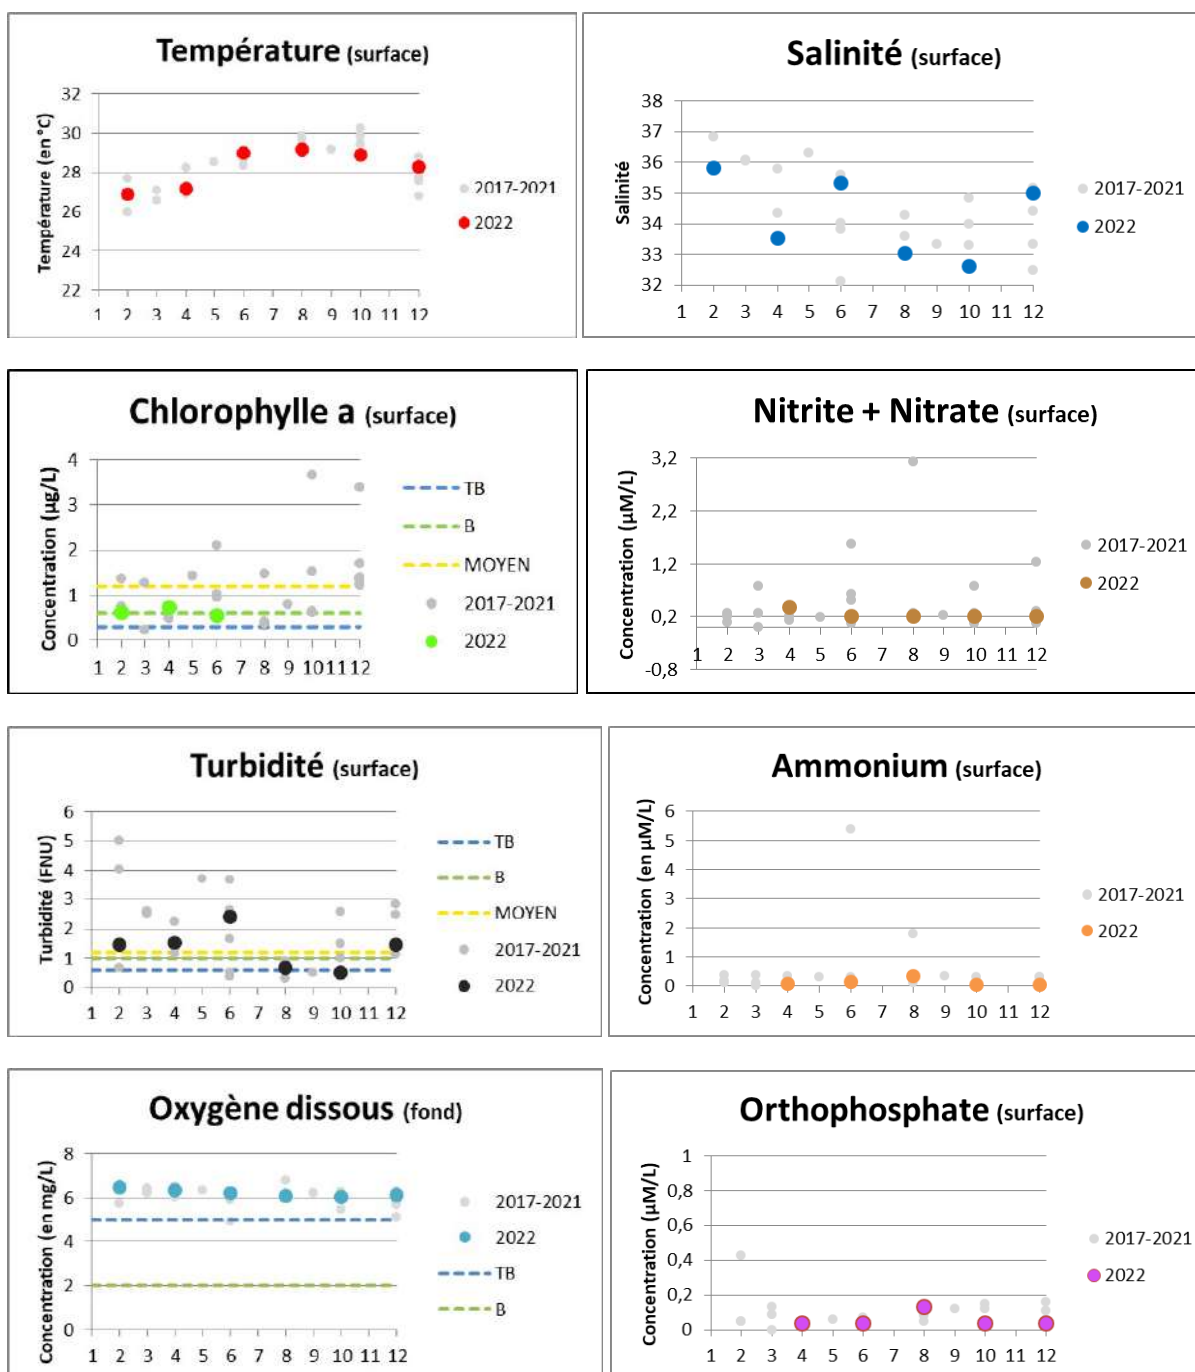 Température (surface)
Température (en °C)
32
30
28
26
24
22
1 2 3 4 5 6 7 8 9 10 11 12
2017-2021
2022
Salinité (surface)
Salinité
38
37
36
35
34
33
32
1 2 3 4 5 6 7 8 9 10 11 12
2017-2021
2022
Chlorophylle a (surface)
Concentration (µg/L)
4
3
2
1
0
1 2 3 4 5 6 7 8 9 10 11 12
TB
B
MOYEN
2017-2021
2022
Nitrite + Nitrate (surface)
Concentration (µM/L)
3,2
2,2
1,2
0,2
-0,8
1 2 3 4 5 6 7 8 9 10 11 12
2017-2021
2022
Turbidité (surface)
Turbidité (FNU)
6
5
4
3
2
1
0
1 2 3 4 5 6 7 8 9 10 11 12
TB
B
MOYEN
2017-2021
2022
Ammonium (surface)
Concentration (en µM/L)
6
5
4
3
2
1
0
1 2 3 4 5 6 7 8 9 10 11 12
2017-2021
2022
Oxygène dissous (fond)
Concentration (en mg/L)
8
6
4
2
0
1 2 3 4 5 6 7 8 9 10 11 12
2017-2021
2022
TB
B
Orthophosphate (surface)
Concentration (µM/L)
1
0,8
0,6
0,4
0,2
0
1 2 3 4 5 6 7 8 9 10 11 12
2017-2021
2022